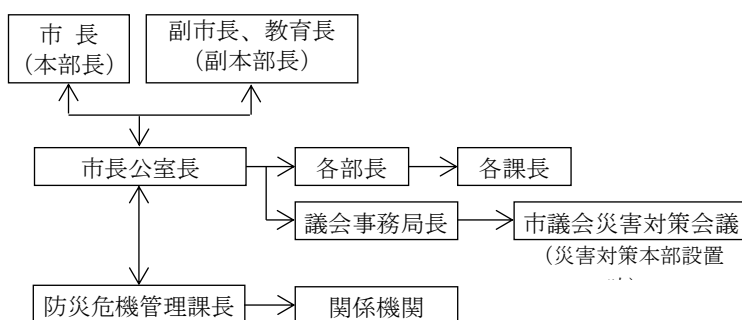 市 長
(本部長)
副市長、教育長
(副本部長)
市長公室長
各部長
各課長
議会事務局長
市議会災害対策会議
(災害対策本部設置
防災危機管理課長
関係機関